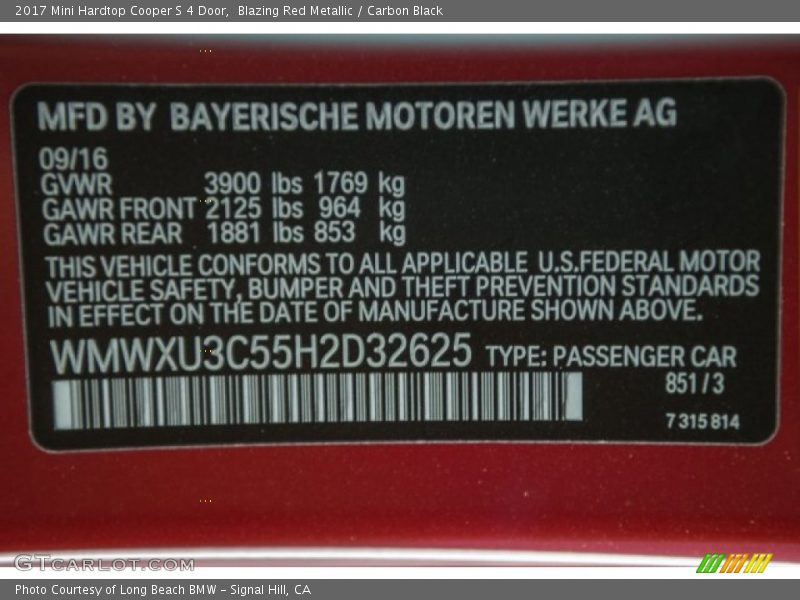 2017 Mini Hardtop Cooper S 4 Door,  Blazing Red Metallic / Carbon Black
MFD BY BAYERISCHE MOTOREN WERKE AG
09/16
GVWR 3900 lbs 1769 kg
GAWR FRONT 2125 lbs 964 kg
GAWR REAR 1881 lbs 853 kg
THIS VEHICLE CONFORMS TO ALL APPLICABLE U.S.FEDERAL MOTOR
VEHICLE SAFETY, BUMPER AND THEFT PREVENTION STANDARDS
IN EFFECT ON THE DATE OF MANUFACTURE SHOWN ABOVE.
WMWXU3C55H2D32625 TYPE: PASSENGER CAR
851/3
7315814
GTCARLOT.COM
Photo Courtesy of Long Beach BMW - Signal Hill, CA